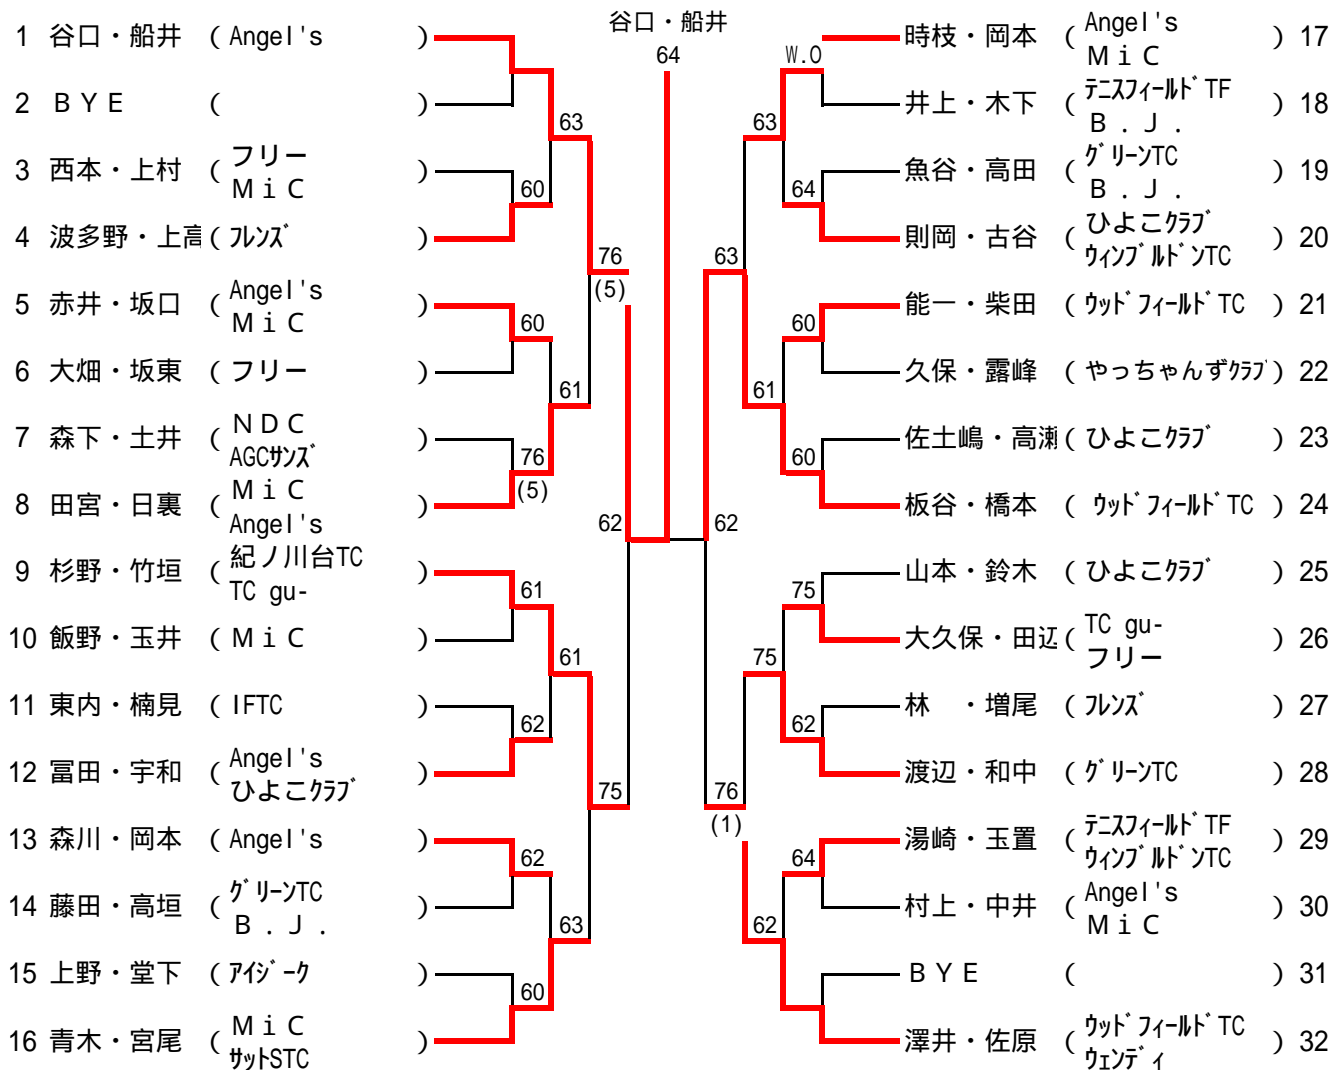 谷口・船井
64
1 谷口・船井 ( Angel's )
2 ＢＹＥ ( )
63
3 西本・上村 ( フリー
ＭｉＣ )
60
4 波多野・上高 ( ﾌﾚﾝｽﾞ )
76
(5)
5 赤井・坂口 ( Angel's
ＭｉＣ )
60
6 大畑・坂東 ( フリー )
61
7 森下・土井 ( ＮＤＣ
AGCｻﾝｽﾞ )
76
(5)
8 田宮・日裏 ( ＭｉＣ
Angel's )
62
9 杉野・竹垣 ( 紀ノ川台TC
TC gu- )
61
10 飯野・玉井 ( ＭｉＣ )
61
11 東内・楠見 ( IFTC )
62
12 冨田・宇和 ( Angel's
ひよこｸﾗﾌﾞ )
75
13 森川・岡本 ( Angel's )
62
14 藤田・高垣 ( ｸﾞﾘｰﾝTC
Ｂ．Ｊ． )
63
15 上野・堂下 ( ｱｲｼﾞｰｸ )
60
16 青木・宮尾 ( ＭｉＣ
ｻｯﾄSTC )
時枝・岡本 ( Angel's
ＭｉＣ ) 17
W.O
井上・木下 ( ﾃﾆｽﾌｨｰﾙﾄﾞTF
Ｂ．Ｊ． ) 18
63
魚谷・高田 ( ｸﾞﾘｰﾝTC
Ｂ．Ｊ． ) 19
64
則岡・古谷 ( ひよこｸﾗﾌﾞ
ｳｨﾝﾌﾞﾙﾄﾞﾝTC ) 20
63
能一・柴田 ( ｳｯﾄﾞﾌｨｰﾙﾄﾞTC ) 21
60
久保・露峰 ( やっちゃんずｸﾗﾌﾞ ) 22
61
佐土嶋・高瀬 ( ひよこｸﾗﾌﾞ ) 23
60
板谷・橋本 ( ｳｯﾄﾞﾌｨｰﾙﾄﾞTC ) 24
62
山本・鈴木 ( ひよこｸﾗﾌﾞ ) 25
75
大久保・田辺 ( TC gu-
フリー ) 26
75
林　・増尾 ( ﾌﾚﾝｽﾞ ) 27
62
渡辺・和中 ( ｸﾞﾘｰﾝTC ) 28
76
(1)
湯崎・玉置 ( ﾃﾆｽﾌｨｰﾙﾄﾞTF
ｳｨﾝﾌﾞﾙﾄﾞﾝTC ) 29
64
村上・中井 ( Angel's
ＭｉＣ ) 30
62
ＢＹＥ ( ) 31
澤井・佐原 ( ｳｯﾄﾞﾌｨｰﾙﾄﾞTC
ｳｪﾝﾃﾞｨ ) 32